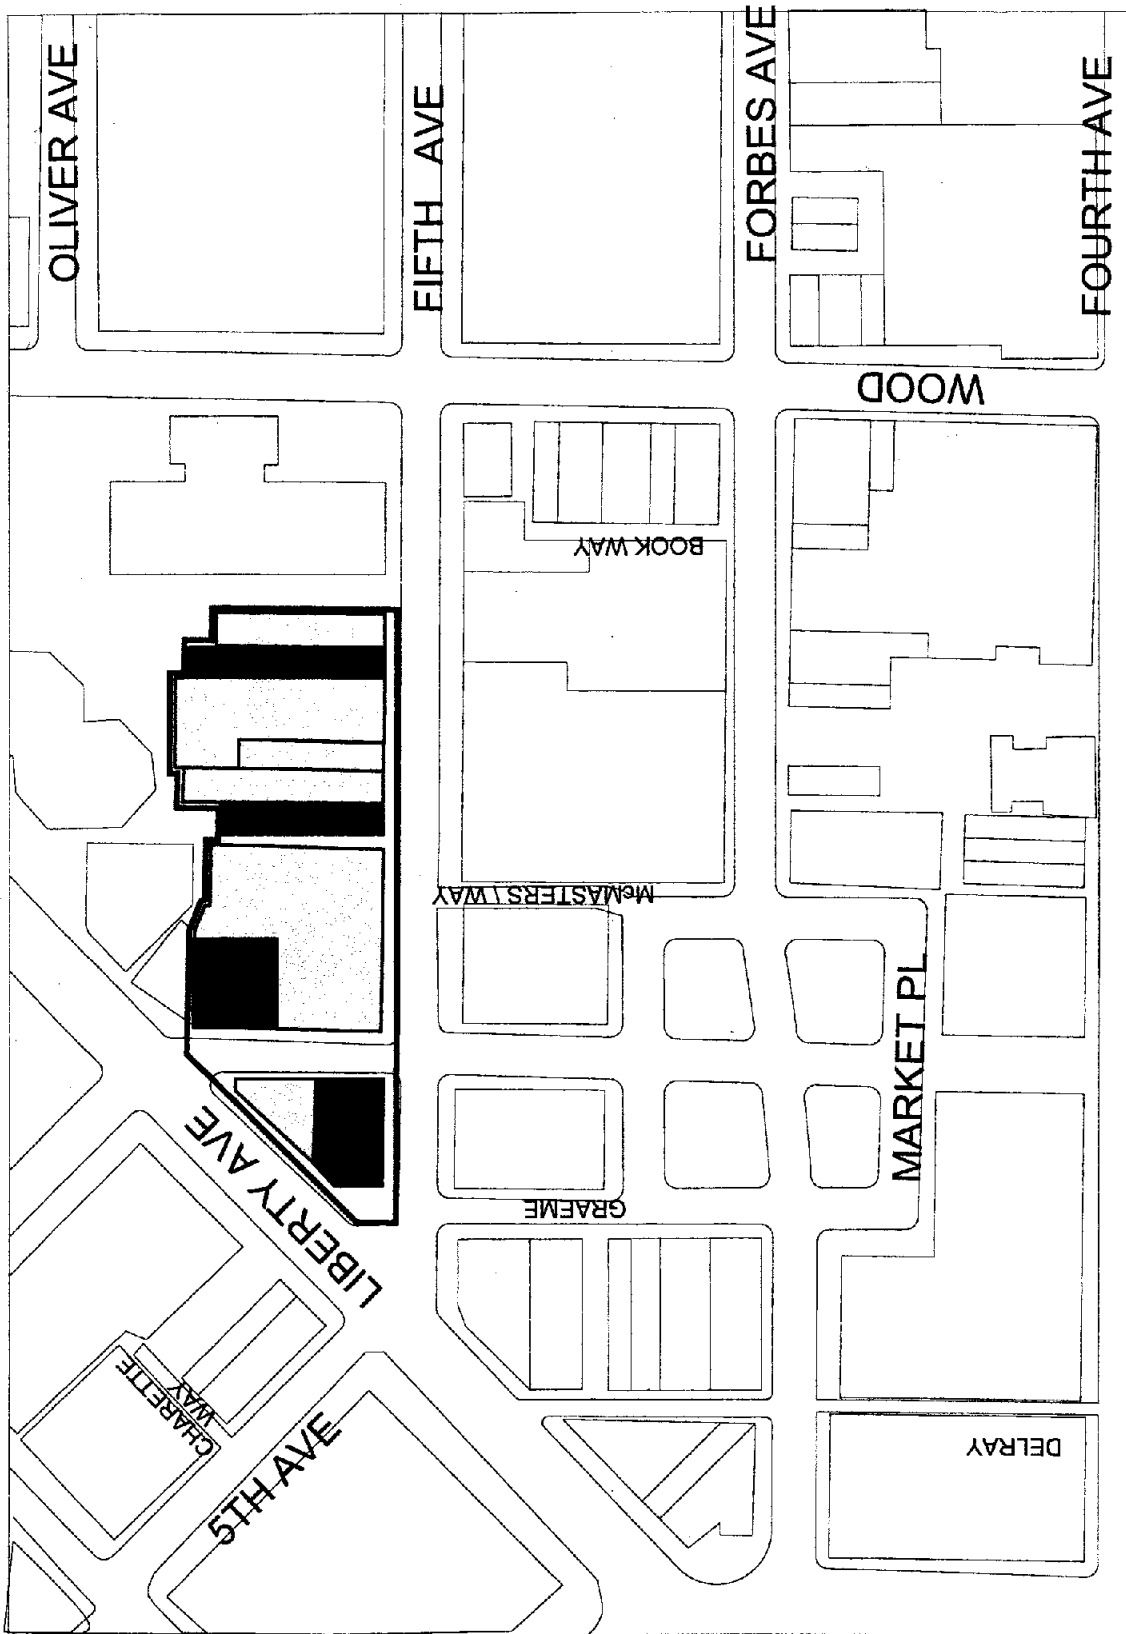 OLIVER AVE
FIFTH AVE
FORBES AVE
FOURTH AVE
WOOD
BOOK WAY
McMASTERS \ WAY
MARKET PL
LIBERTY AVE
GRAEME
CHARETTE
WAY
5TH AVE
DELRAY